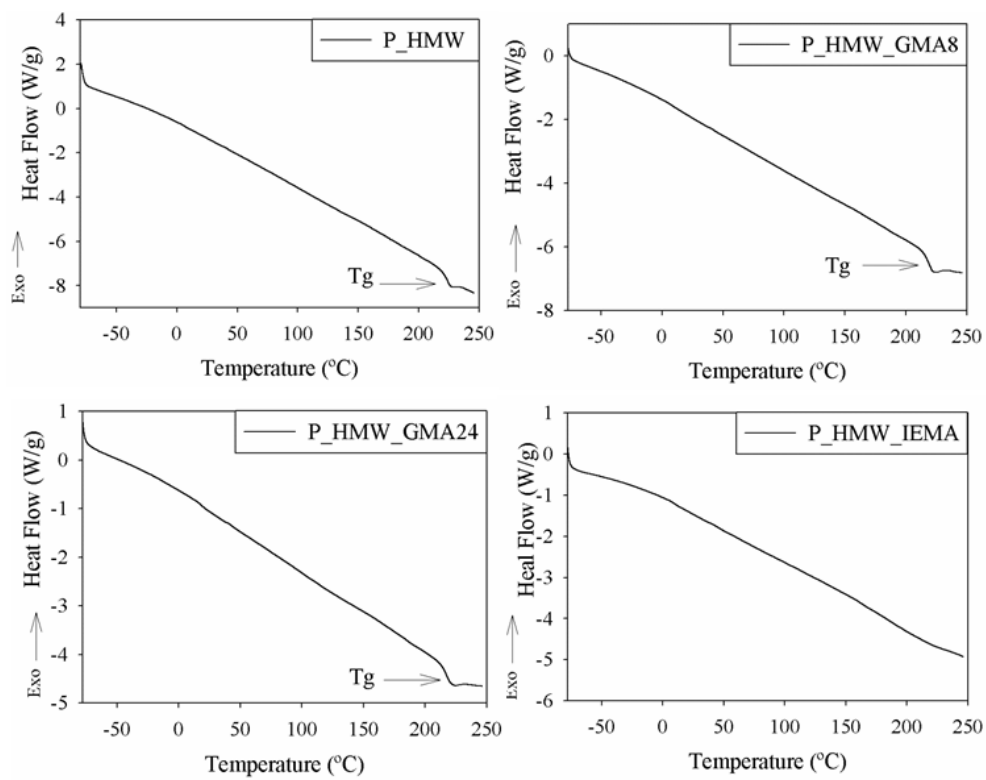 P_HMW
4
2
0
-2
-4
-6
-8
Heat Flow (W/g)
Exo
Tg
-50 0 50 100 150 200 250
Temperature (ºC)
P_HMW_GMA8
0
-2
-4
-6
-8
Heat Flow (W/g)
Exo
Tg
-50 0 50 100 150 200 250
Temperature (ºC)
P_HMW_GMA24
1
0
-1
-2
-3
-4
-5
Heat Flow (W/g)
Exo
Tg
-50 0 50 100 150 200 250
Temperature (ºC)
P_HMW_IEMA
1
0
-1
-2
-3
-4
-5
-6
Heal Flow (W/g)
Exo
-50 0 50 100 150 200 250
Temperature (ºC)